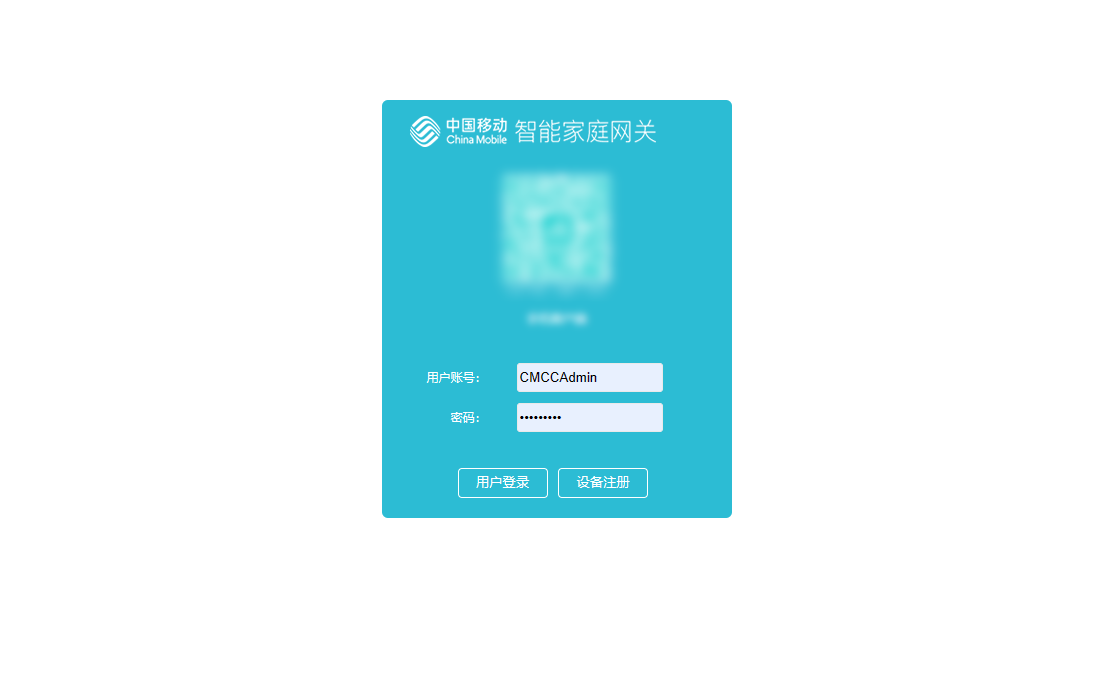 中国移动 智能家庭网关
China Mobile
用户账号： CMCCAdmin
密码： •••••••••
用户登录 设备注册